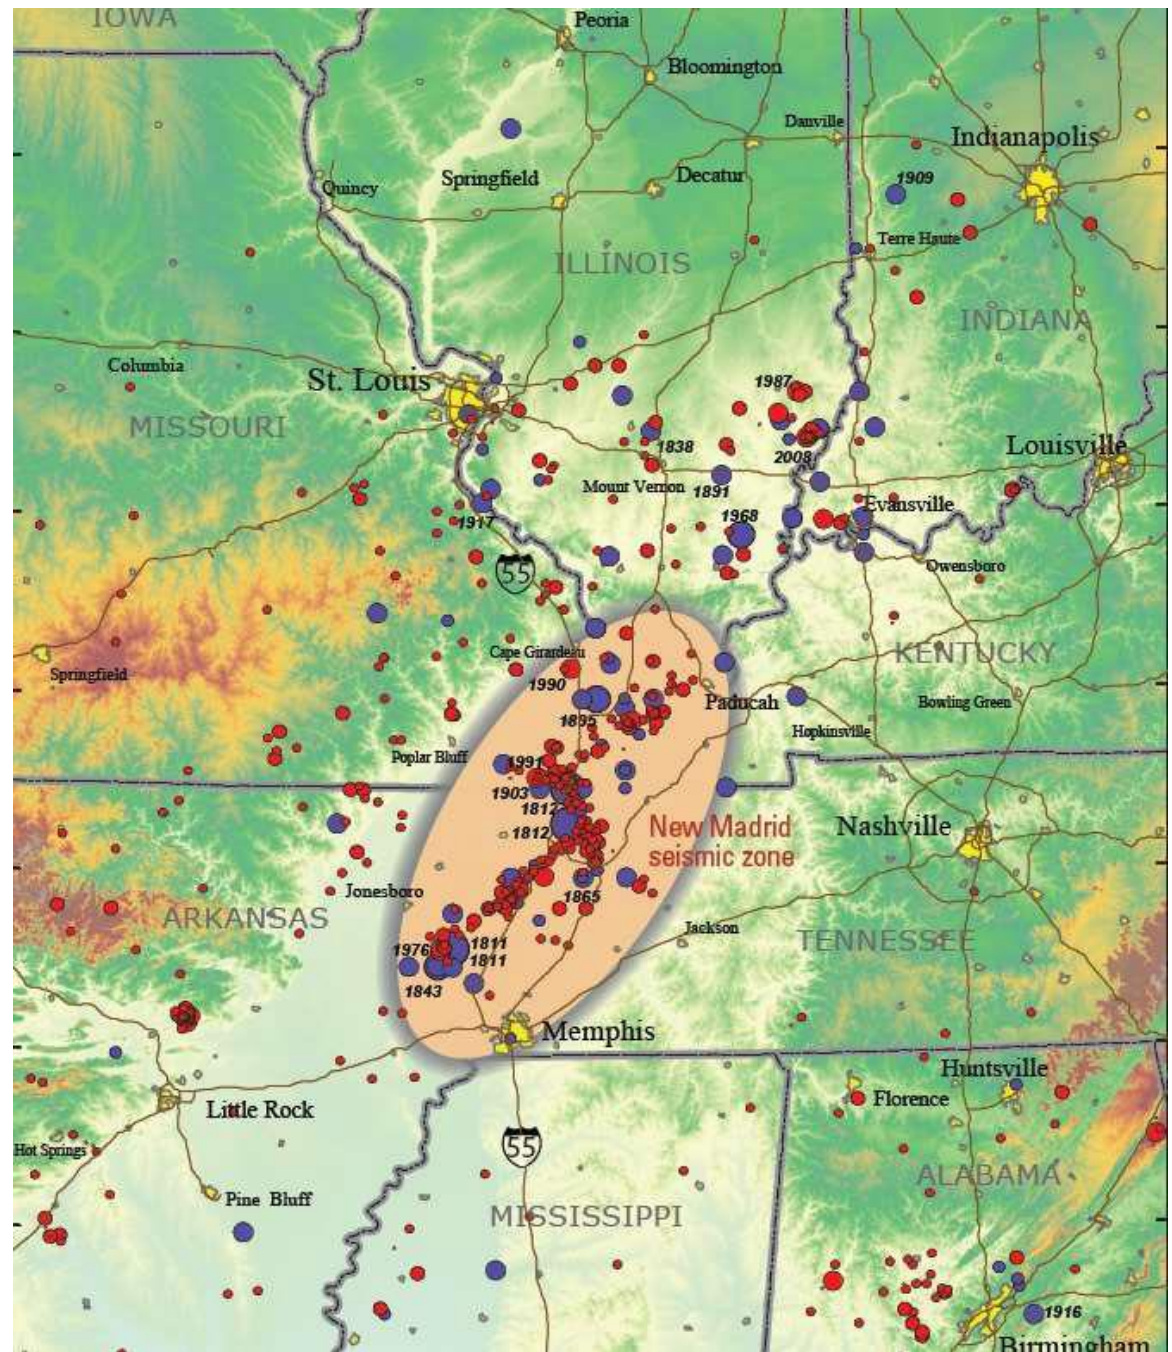 IOWA
Peoria
Bloomington
Danville
Indianapolis
Springfield
Decatur
Quincy
1909
Terre Haute
ILLINOIS
INDIANA
Columbia
St. Louis
1987
MISSOURI
1838
Louisville
2008
Mount Vernon
1891
Evansville
1917
1968
55
Owensboro
Cape Girardeau
KENTUCKY
Springfield
1990
Paducah
Bowling Green
1895
Hopkinsville
Poplar Bluff
1991
1903
1812
1812
New Madrid
seismic zone
Nashville
Jonesboro
1865
ARKANSAS
Jackson
TENNESSEE
1976
1811
1811
1843
Memphis
Huntsville
Florence
Little Rock
Hot Springs
55
ALABAMA
Pine Bluff
MISSISSIPPI
1916
Birmingham